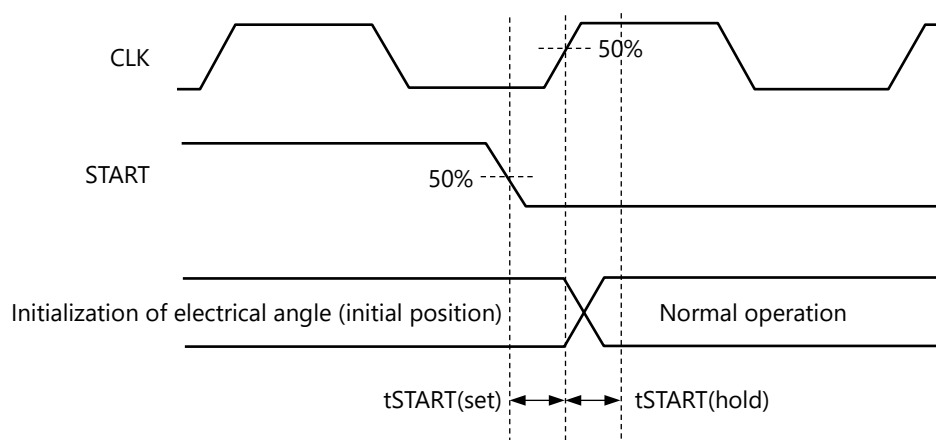 CLK
50%
START
50%
Initialization of electrical angle (initial position)
Normal operation
tSTART(set)
tSTART(hold)